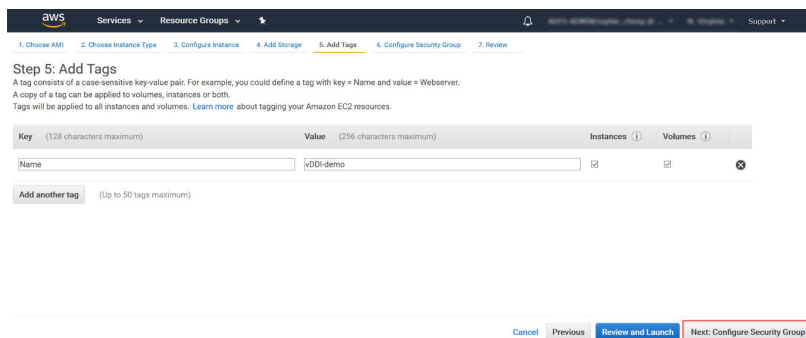 aws Services Resource Groups Support
1. Choose AMI 2. Choose Instance Type 3. Configure Instance 4. Add Storage 5. Add Tags 6. Configure Security Group 7. Review
Step 5: Add Tags
A tag consists of a case-sensitive key-value pair. For example, you could define a tag with key = Name and value = Webserver.
A copy of a tag can be applied to volumes, instances or both.
Tags will be applied to all instances and volumes. Learn more about tagging your Amazon EC2 resources.
Key (128 characters maximum) Value (256 characters maximum) Instances Volumes
Name vDDI-demo
Add another tag (Up to 50 tags maximum)
Cancel Previous Review and Launch Next: Configure Security Group